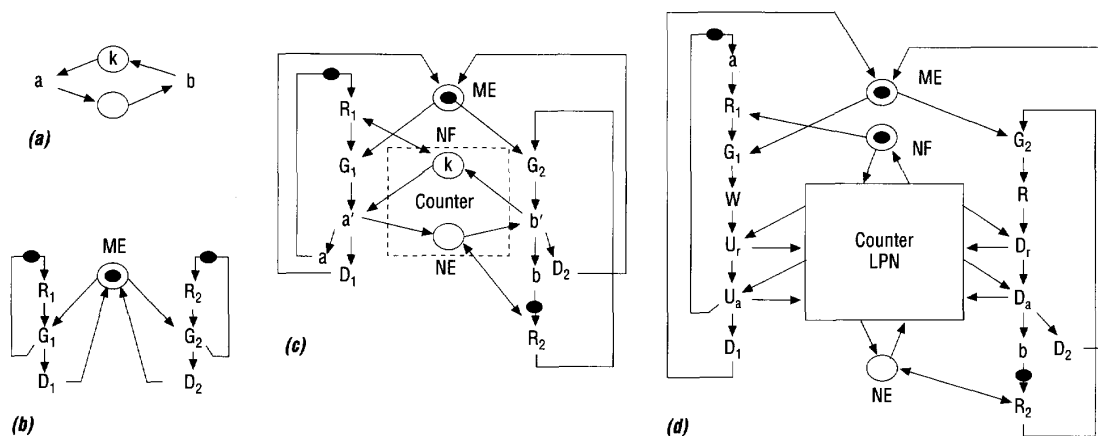 k
a b
(a)
ME
R1 R2
G1 G2
D1 D2
(b)
ME
R1
NF
G1 k G2
Counter
a' b'
a NE b D2
D1
R2
(c)
a
ME
R1
NF
G1 G2
W R
Ur Counter Dr
LPN
Ua Da
D1 b D2
NE R2
(d)